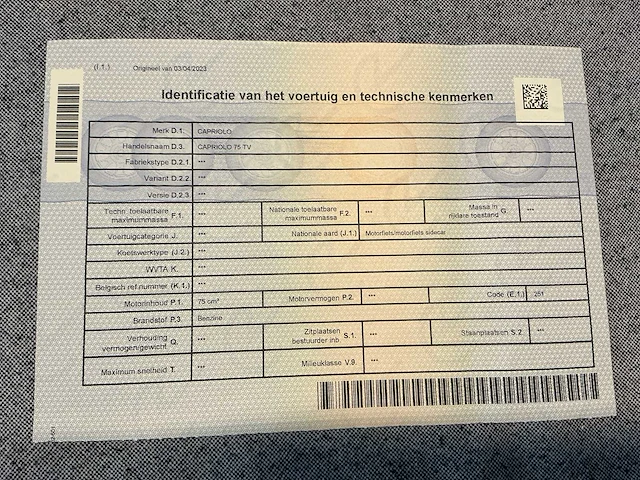 (I.1.) Origineel van 03/04/2023
Identificatie van het voertuig en technische kenmerken
Merk D.1. CAPRIOLO
Handelsnaam D.3. CAPRIOLO 75 TV
Fabriekstype D.2.1. ***
Variant D.2.2. ***
Versie D.2.3. ***
Techn. toelaatbare maximummassa F.1. *** Nationale toelaatbare maximummassa F.2. *** Massa in rijklare toestand G. ***
Voertuigcategorie J. *** Nationale aard (J.1.) Motorfiets/motorfiets sidecar
Koetswerktype (J.2.) ***
WVTA K. ***
Belgisch ref.nummer (K.1.) ***
Motorinhoud P.1. 75 cm³ Motorvermogen P.2. *** Code (E.1.) 251
Brandstof P.3. Benzine
Verhouding vermogen/gewicht Q. *** Zitplaatsen bestuurder inb. S.1. *** Staanplaatsen S.2. ***
Maximum snelheid T. *** Milieuklasse V.9. ***